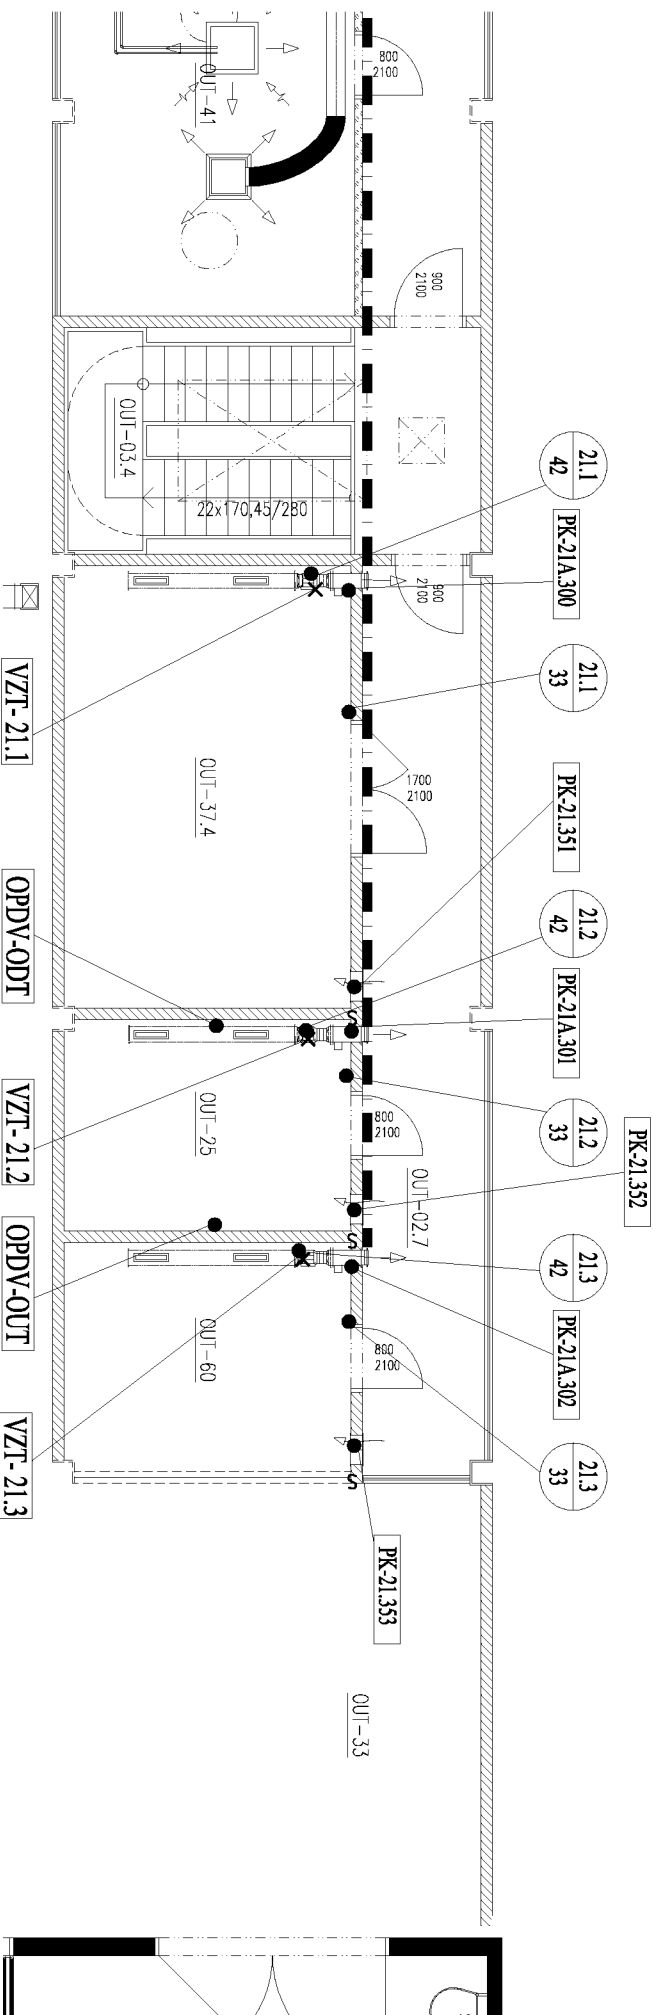 800
2100
OUT-41
900
2100
OUT-03.4
22x170,45/280
21.1
42
PK-21A.300
900
2100
21.1
33
VZT- 21.1
OUT-37.4
1700
2100
PK-21.351
21.2
42
OPDV-ODT
S
PK-21A.301
21.2
33
VZT- 21.2
OUT-25
800
2100
OUT-02.7
PK-21.352
S
21.3
42
OPDV-OUT
OUT-60
800
2100
PK-21A.302
21.3
33
VZT- 21.3
S
PK-21.353
OUT-33